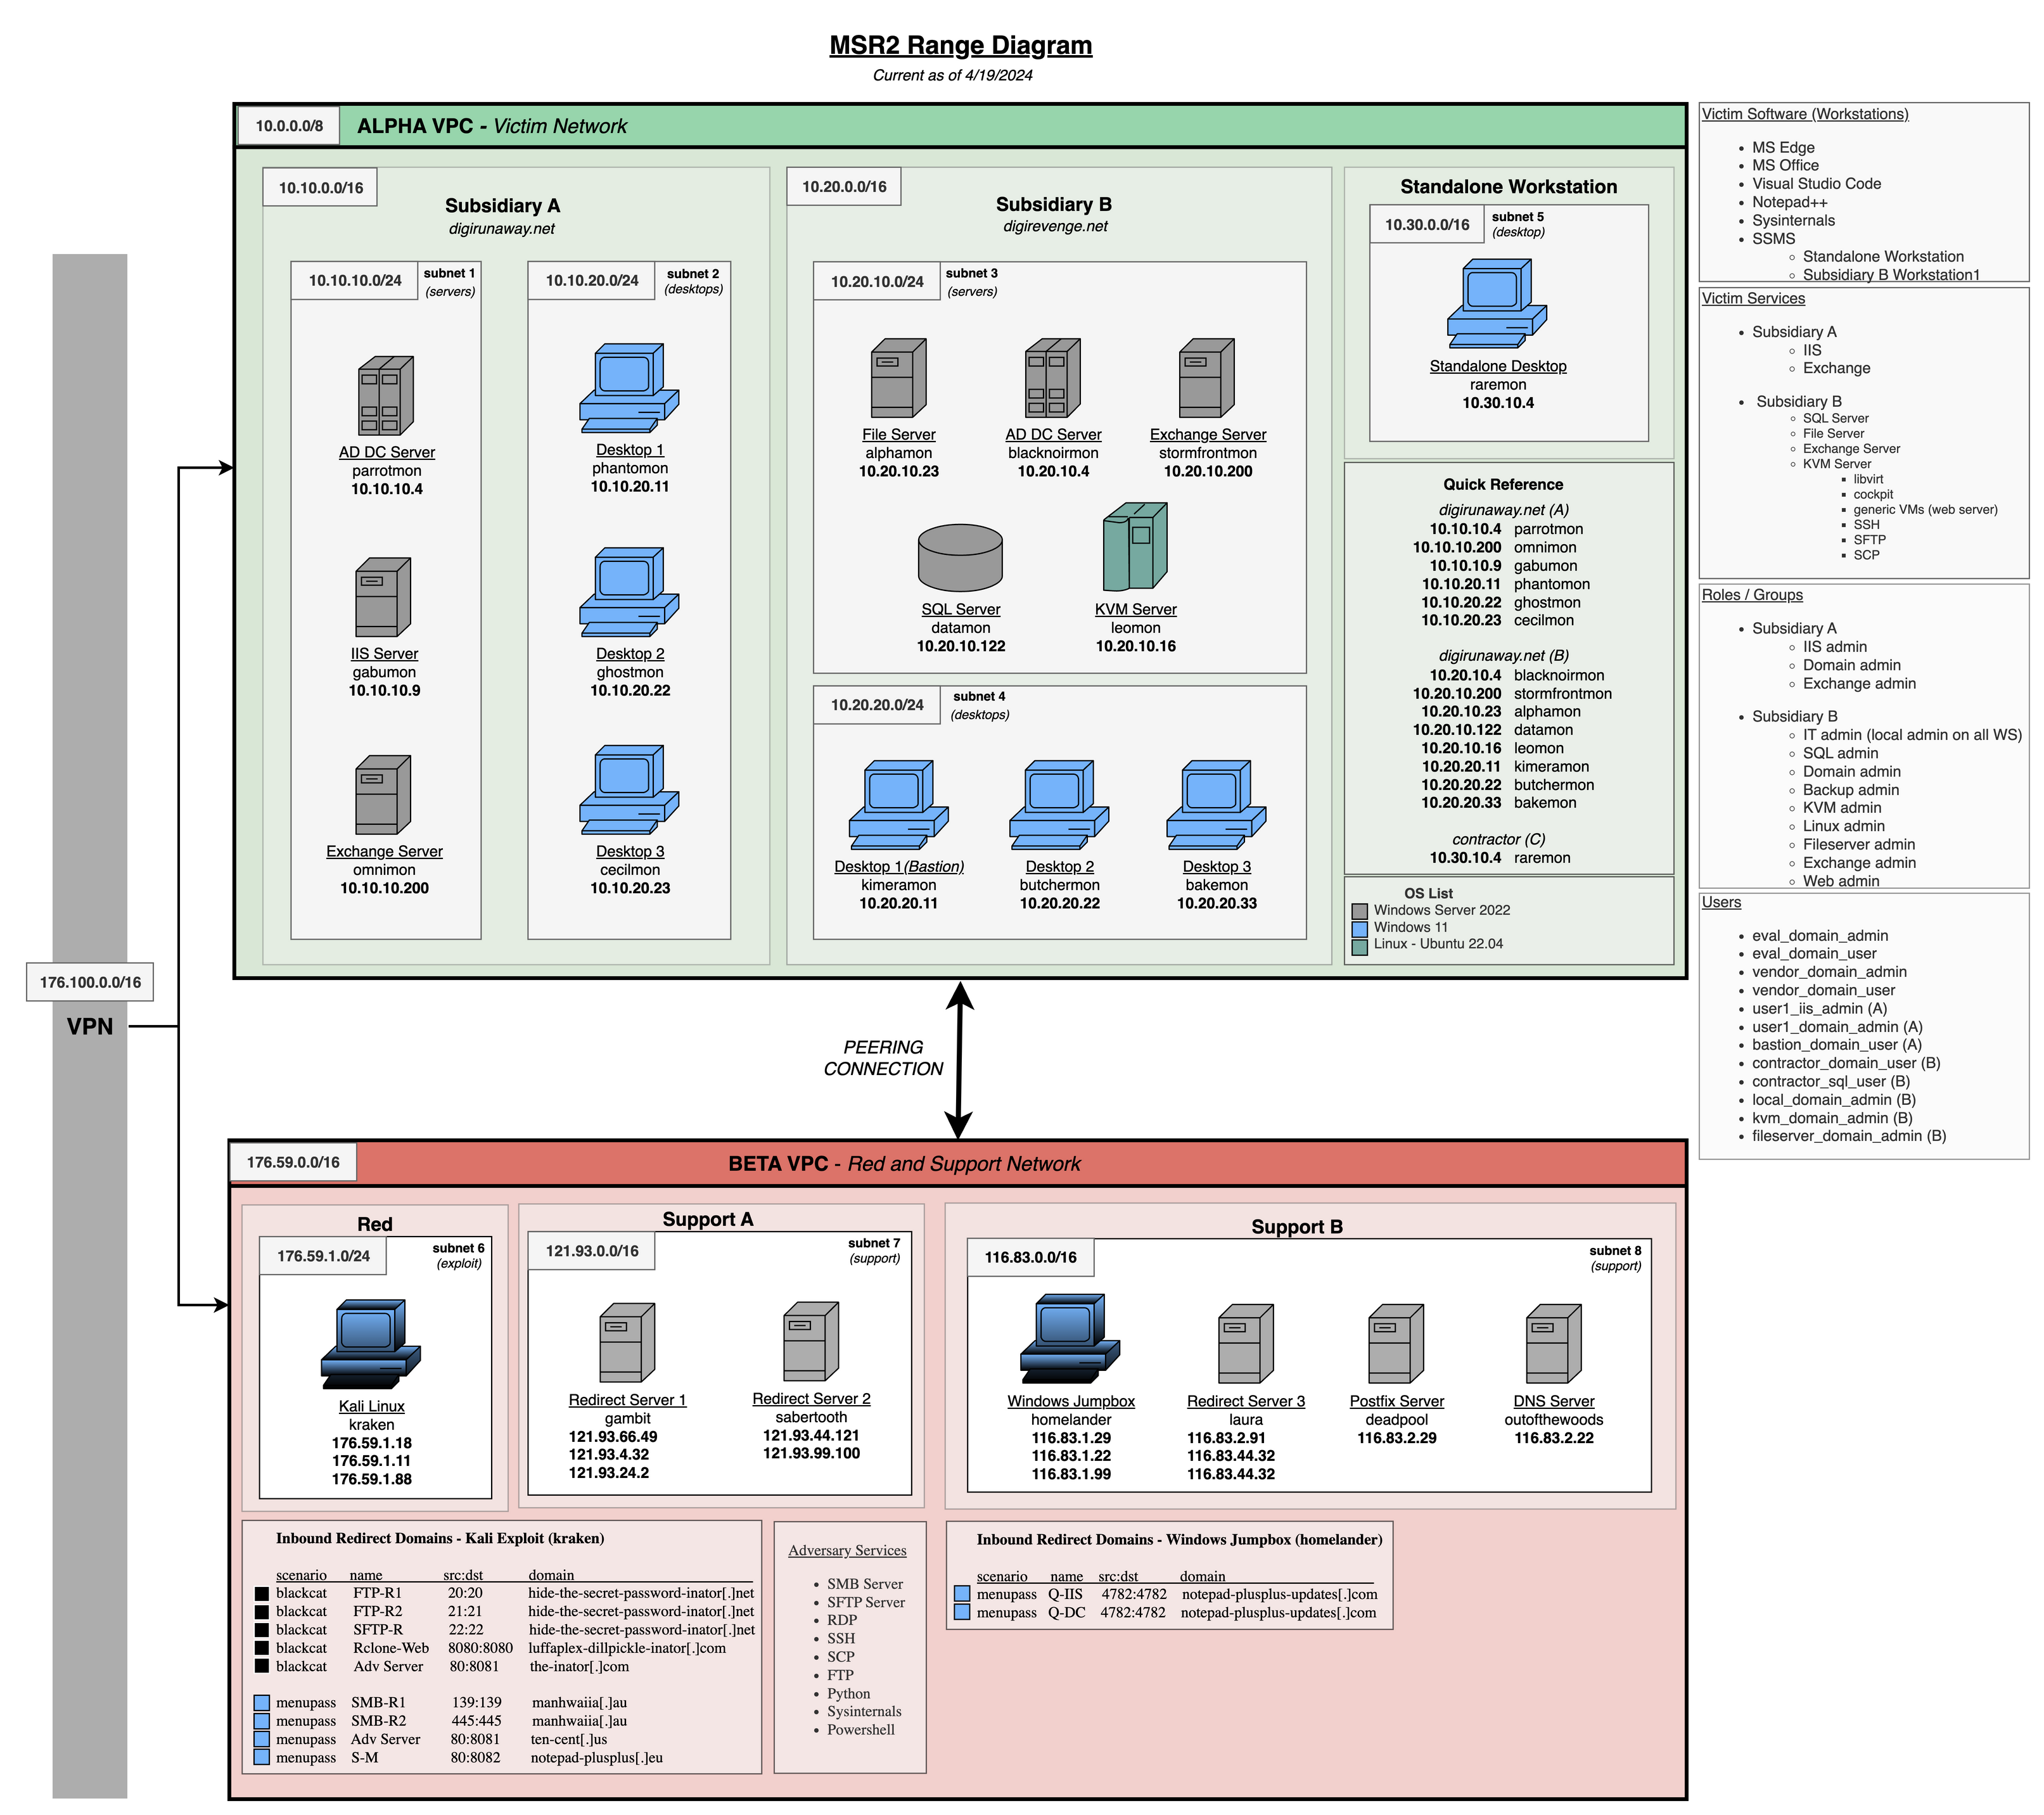 MSR2 Range Diagram
Current as of 4/19/2024
10.0.0.0/8
ALPHA VPC - Victim Network
10.10.0.0/16
Subsidiary A
digirunaway.net
10.10.10.0/24
subnet 1
(servers)
AD DC Server
parrotmon
10.10.10.4
IIS Server
gabumon
10.10.10.9
Exchange Server
omnimon
10.10.10.200
10.10.20.0/24
subnet 2
(desktops)
Desktop 1
phantomon
10.10.20.11
Desktop 2
ghostmon
10.10.20.22
Desktop 3
cecilmon
10.10.20.23
10.20.0.0/16
Subsidiary B
digirevenge.net
10.20.10.0/24
subnet 3
(servers)
File Server
alphamon
10.20.10.23
AD DC Server
blacknoirmon
10.20.10.4
Exchange Server
stormfrontmon
10.20.10.200
SQL Server
datamon
10.20.10.122
KVM Server
leomon
10.20.10.16
10.20.20.0/24
subnet 4
(desktops)
Desktop 1 (Bastion)
kimeramon
10.20.20.11
Desktop 2
butchermon
10.20.20.22
Desktop 3
bakemon
10.20.20.33
Standalone Workstation
10.30.0.0/16
subnet 5
(desktop)
Standalone Desktop
raremon
10.30.10.4
Quick Reference
digirunaway.net (A)
10.10.10.4 parrotmon
10.10.10.200 omnimon
10.10.10.9 gabumon
10.10.20.11 phantomon
10.10.20.22 ghostmon
10.10.20.23 cecilmon
digirunaway.net (B)
10.20.10.4 blacknoirmon
10.20.10.200 stormfrontmon
10.20.10.23 alphamon
10.20.10.122 datamon
10.20.10.16 leomon
10.20.20.11 kimeramon
10.20.20.22 butchermon
10.20.20.33 bakemon
contractor (C)
10.30.10.4 raremon
OS List
Windows Server 2022
Windows 11
Linux - Ubuntu 22.04
Victim Software (Workstations)
MS Edge
MS Office
Visual Studio Code
Notepad++
Sysinternals
SSMS
Standalone Workstation
Subsidiary B Workstation1
Victim Services
Subsidiary A
IIS
Exchange
Subsidiary B
SQL Server
File Server
Exchange Server
KVM Server
libvirt
cockpit
generic VMs (web server)
SSH
SFTP
SCP
Roles / Groups
Subsidiary A
IIS admin
Domain admin
Exchange admin
Subsidiary B
IT admin (local admin on all WS)
SQL admin
Domain admin
Backup admin
KVM admin
Linux admin
Fileserver admin
Exchange admin
Web admin
Users
eval_domain_admin
eval_domain_user
vendor_domain_admin
vendor_domain_user
user1_iis_admin (A)
user1_domain_admin (A)
bastion_domain_user (A)
contractor_domain_user (B)
contractor_sql_user (B)
local_domain_admin (B)
kvm_domain_admin (B)
fileserver_domain_admin (B)
176.100.0.0/16
VPN
PEERING
CONNECTION
176.59.0.0/16
BETA VPC - Red and Support Network
Red
176.59.1.0/24
subnet 6
(exploit)
Kali Linux
kraken
176.59.1.18
176.59.1.11
176.59.1.88
Support A
121.93.0.0/16
subnet 7
(support)
Redirect Server 1
gambit
121.93.66.49
121.93.4.32
121.93.24.2
Redirect Server 2
sabertooth
121.93.44.121
121.93.99.100
Support B
116.83.0.0/16
subnet 8
(support)
Windows Jumpbox
homelander
116.83.1.29
116.83.1.22
116.83.1.99
Redirect Server 3
laura
116.83.2.91
116.83.44.32
116.83.44.32
Postfix Server
deadpool
116.83.2.29
DNS Server
outofthewoods
116.83.2.22
Inbound Redirect Domains - Kali Exploit (kraken)
scenario name src:dst domain
blackcat FTP-R1 20:20 hide-the-secret-password-inator[.]net
blackcat FTP-R2 21:21 hide-the-secret-password-inator[.]net
blackcat SFTP-R 22:22 hide-the-secret-password-inator[.]net
blackcat Rclone-Web 8080:8080 luffaplex-dillpickle-inator[.]com
blackcat Adv Server 80:8081 the-inator[.]com
menupass SMB-R1 139:139 manhwaiia[.]au
menupass SMB-R2 445:445 manhwaiia[.]au
menupass Adv Server 80:8081 ten-cent[.]us
menupass S-M 80:8082 notepad-plusplus[.]eu
Adversary Services
SMB Server
SFTP Server
RDP
SSH
SCP
FTP
Python
Sysinternals
Powershell
Inbound Redirect Domains - Windows Jumpbox (homelander)
scenario name src:dst domain
menupass Q-IIS 4782:4782 notepad-plusplus-updates[.]com
menupass Q-DC 4782:4782 notepad-plusplus-updates[.]com